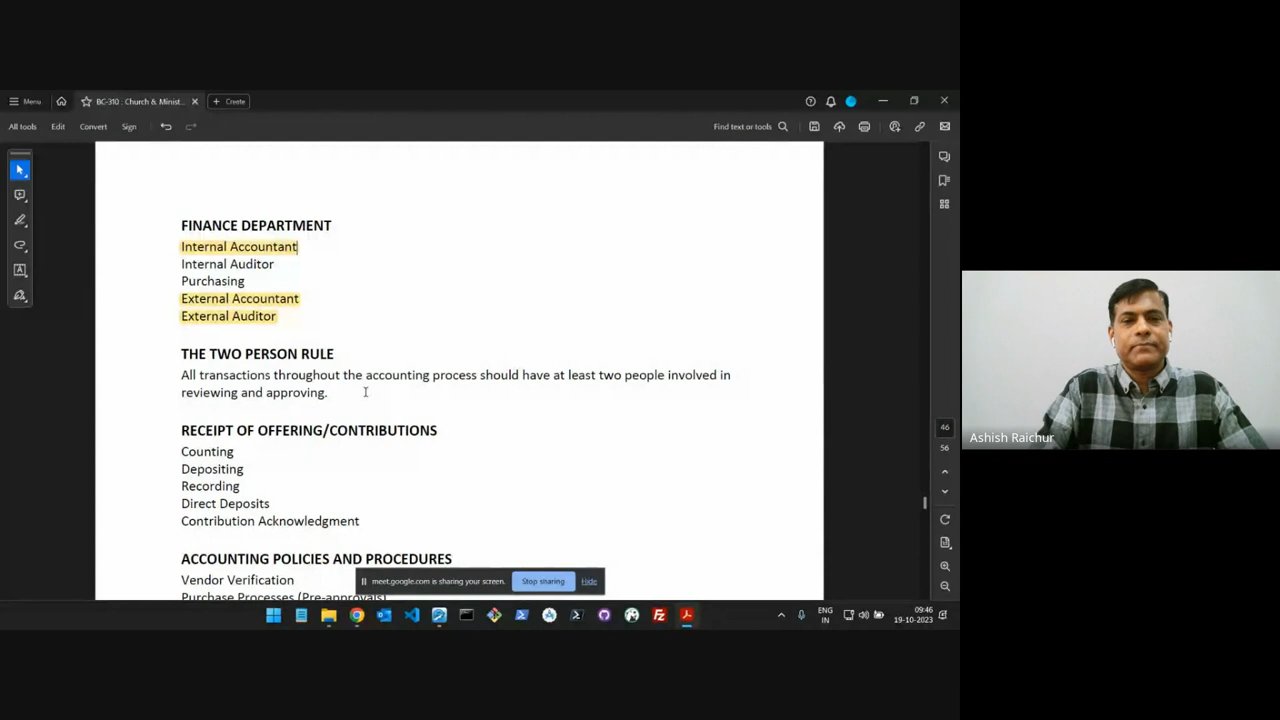 Menu
BC-310 : Church & Minist...
Create
All tools
Edit
Convert
Sign
Find text or tools
FINANCE DEPARTMENT
Internal Accountant
Internal Auditor
Purchasing
External Accountant
External Auditor
THE TWO PERSON RULE
All transactions throughout the accounting process should have at least two people involved in
reviewing and approving.
RECEIPT OF OFFERING/CONTRIBUTIONS
Counting
Depositing
Recording
Direct Deposits
Contribution Acknowledgment
ACCOUNTING POLICIES AND PROCEDURES
Vendor Verification
Purchase Processes (Pre-approvals)
meet.google.com is sharing your screen.
Stop sharing
Hide
46
56
ENG
IN
09:46
19-10-2023
Ashish Raichur